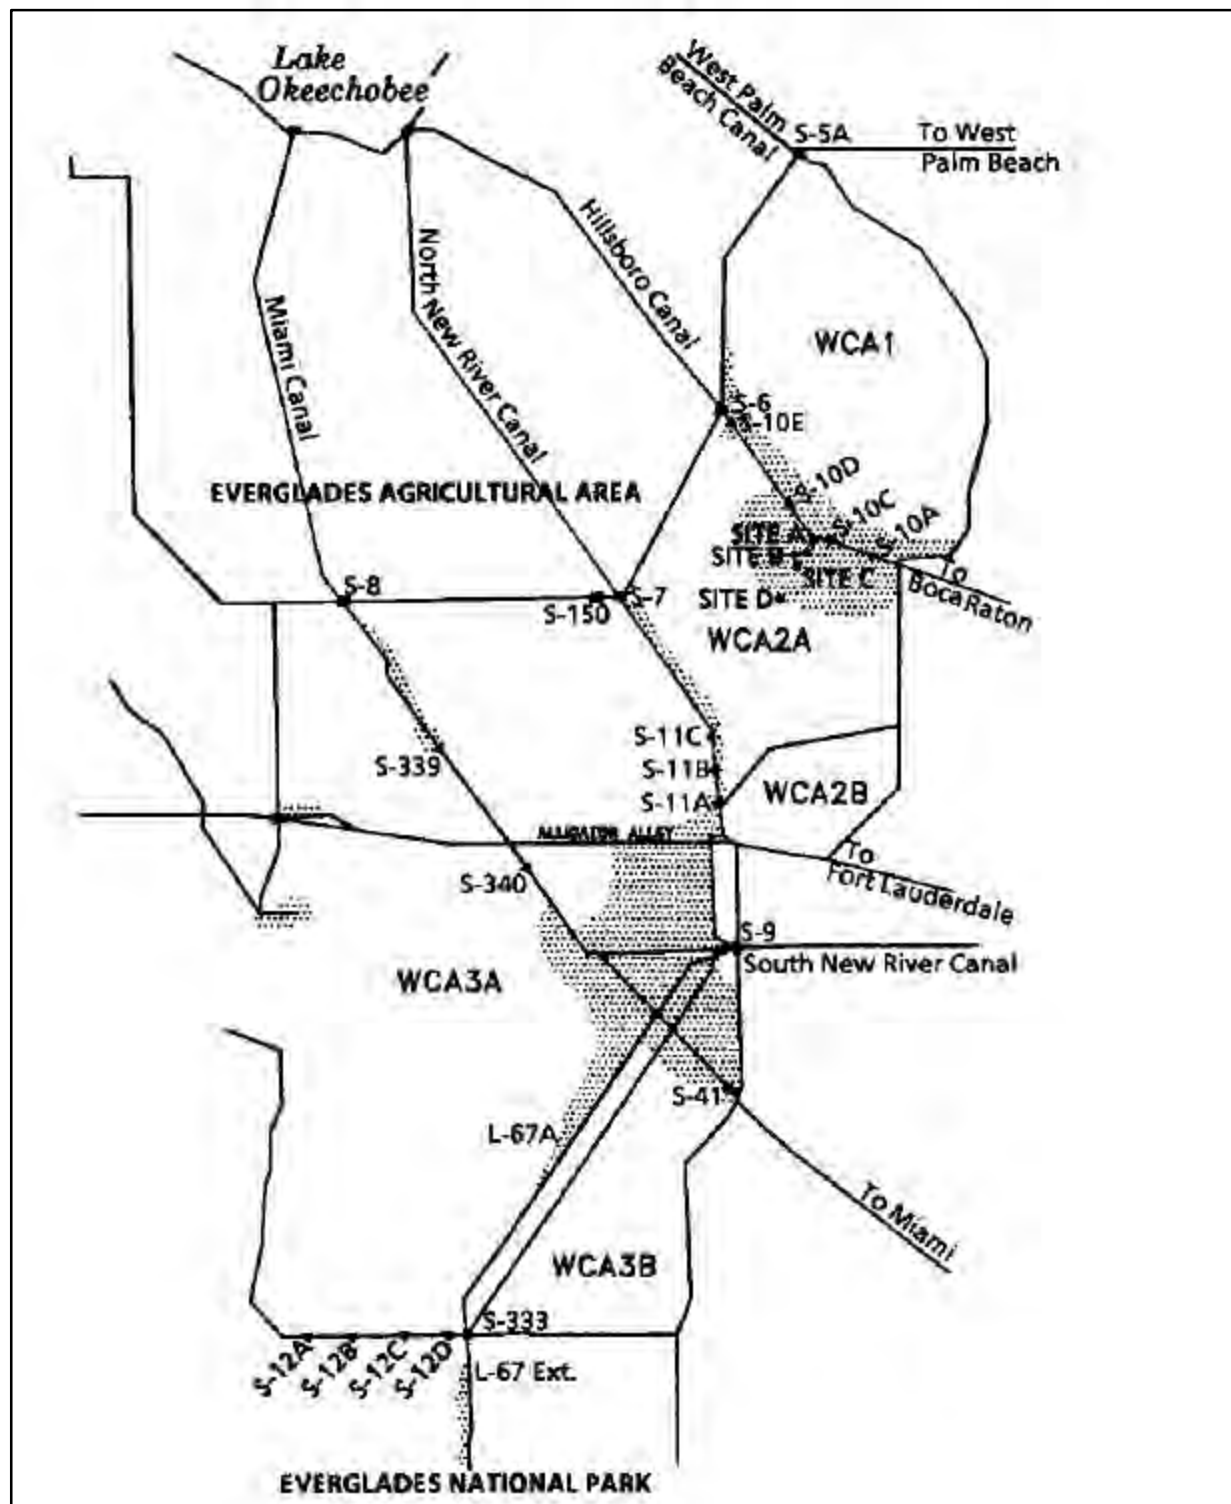 Lake
Okeechobee
West Palm
Beach Canal
S-5A
To West
Palm Beach
Hillsboro Canal
North New River Canal
Miami Canal
WCA1
S-6
S-10E
S-10D
EVERGLADES AGRICULTURAL AREA
S-10C
S-10A
SITE A
SITE B
SITE C
To
Boca Raton
S-8
S-150
S-7
SITE D
WCA2A
S-11C
S-339
S-11B
S-11A
WCA2B
ALLIGATOR ALLEY
To
Fort Lauderdale
S-340
S-9
South New River Canal
WCA3A
S-41
L-67A
To Miami
WCA3B
S-333
S-12A
S-12B
S-12C
S-12D
L-67 Ext.
EVERGLADES NATIONAL PARK